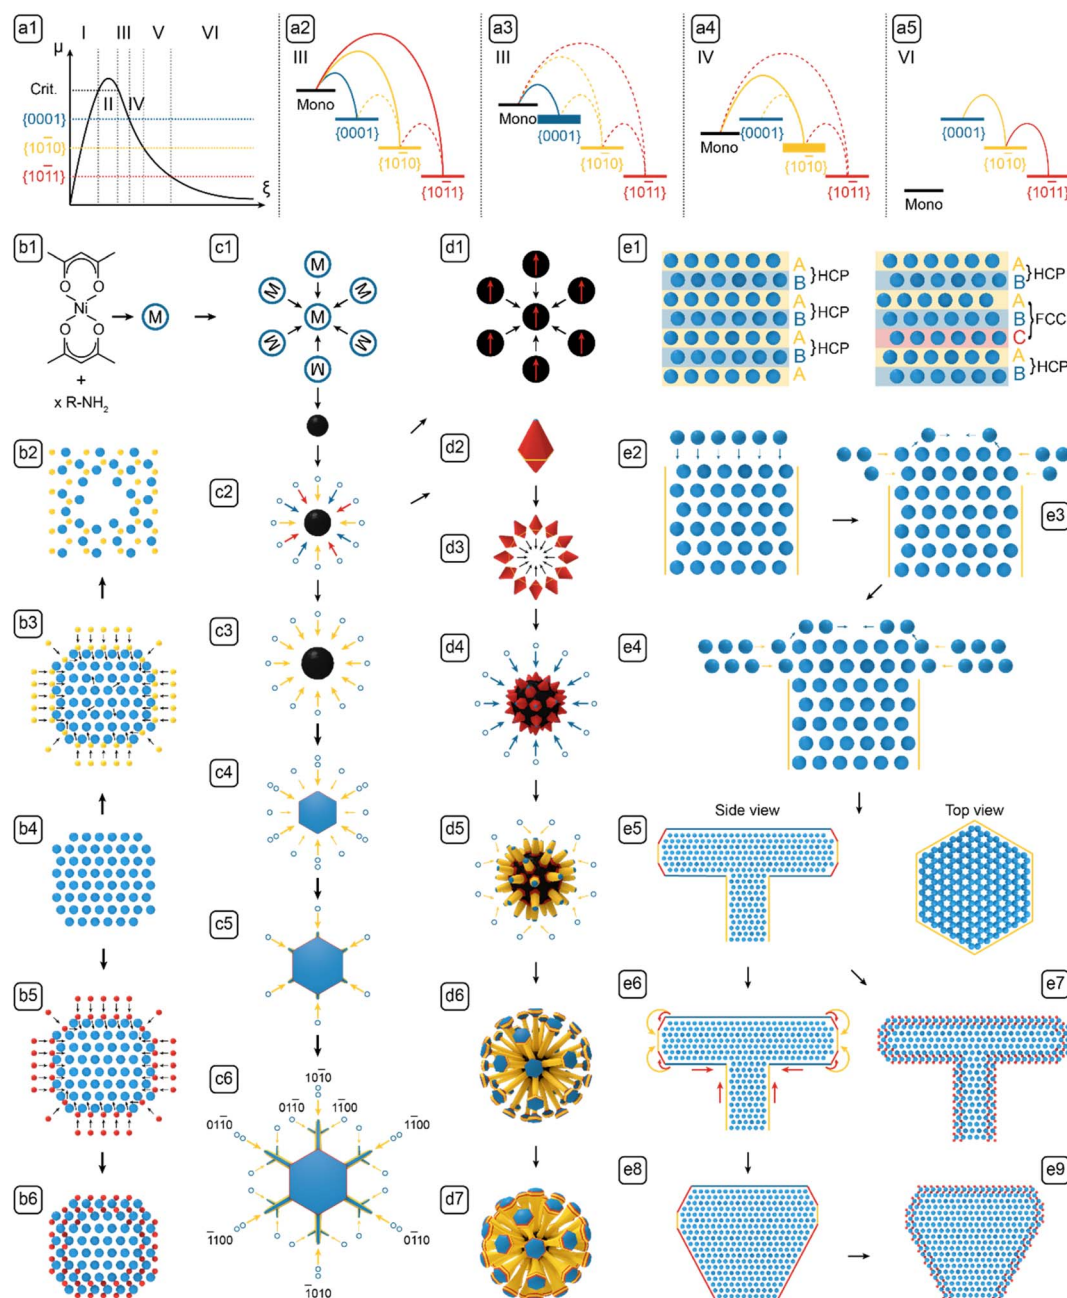 a1
I III V VI
μ
Crit.
II IV
{0001}
{101̄0}
{101̄1}
ξ
a2
III
Mono
{0001}
{101̄0}
{101̄1}
a3
III
Mono
{0001}
{101̄0}
{101̄1}
a4
IV
Mono
{0001}
{101̄0}
{101̄1}
a5
VI
{0001}
{101̄0}
{101̄1}
Mono
b1
O O
Ni
O O
+
x R-NH₂
M
c1
M
M M
M
M M
M
d1
e1
A
B }HCP
A
B }HCP
A
B }HCP
A
A
B }HCP
A
B }FCC
C
A
B }HCP
b2
c2
d2
e2
e3
d3
b3
c3
d4
e4
b4
c4
d5
Side view
Top view
e5
c5
b5
d6
e6
e7
c6
101̄0
011̄0 1̄100
011̄0 1̄100
1̄100 011̄0
1̄010
b6
d7
e8
e9